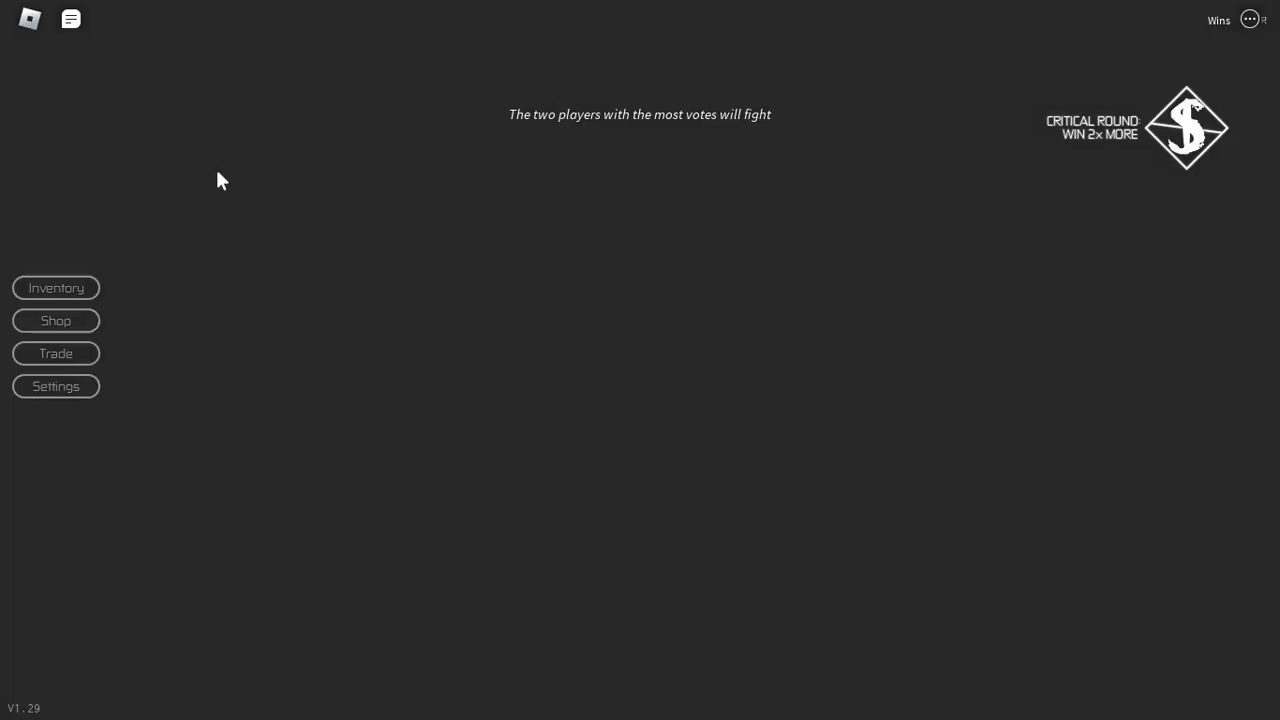 Wins
R
The two players with the most votes will fight
CRITICAL ROUND:
WIN 2x MORE
$
Inventory
Shop
Trade
Settings
V1.29